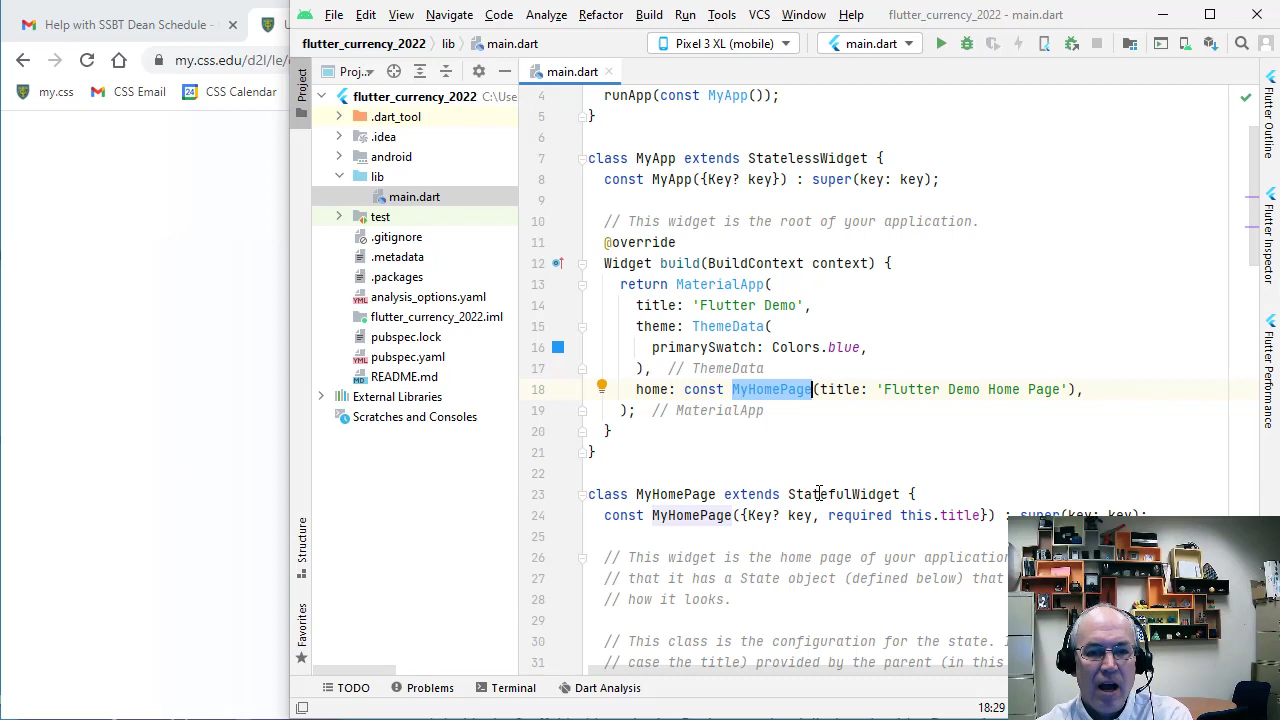 Help with SSBT Dean Schedule -
File Edit View Navigate Code Analyze Refactor Build Run Tools VCS Window Help flutter_currency_2022 - main.dart
my.css.edu/d2l/le/
flutter_currency_2022 lib main.dart Pixel 3 XL (mobile) main.dart
my.css CSS Email CSS Calendar
Project
Proj...
main.dart
flutter_currency_2022 C:\Use
.dart_tool
.idea
android
lib
main.dart
test
.gitignore
.metadata
.packages
analysis_options.yaml
flutter_currency_2022.iml
pubspec.lock
pubspec.yaml
README.md
External Libraries
Scratches and Consoles
4 runApp(const MyApp());
5 }
6
7 class MyApp extends StatelessWidget {
8 const MyApp({Key? key}) : super(key: key);
9
10 // This widget is the root of your application.
11 @override
12 Widget build(BuildContext context) {
13 return MaterialApp(
14 title: 'Flutter Demo',
15 theme: ThemeData(
16 primarySwatch: Colors.blue,
17 ), // ThemeData
18 home: const MyHomePage(title: 'Flutter Demo Home Page'),
19 ); // MaterialApp
20 }
21 }
22
23 class MyHomePage extends StatefulWidget {
24 const MyHomePage({Key? key, required this.title}) : super(key: key);
25
26 // This widget is the home page of your application
27 // that it has a State object (defined below) that
28 // how it looks.
29
30 // This class is the configuration for the state.
31 // case the title) provided by the parent (in this
Flutter Outline
Flutter Inspector
Flutter Performance
Structure
Favorites
TODO Problems Terminal Dart Analysis
18:29